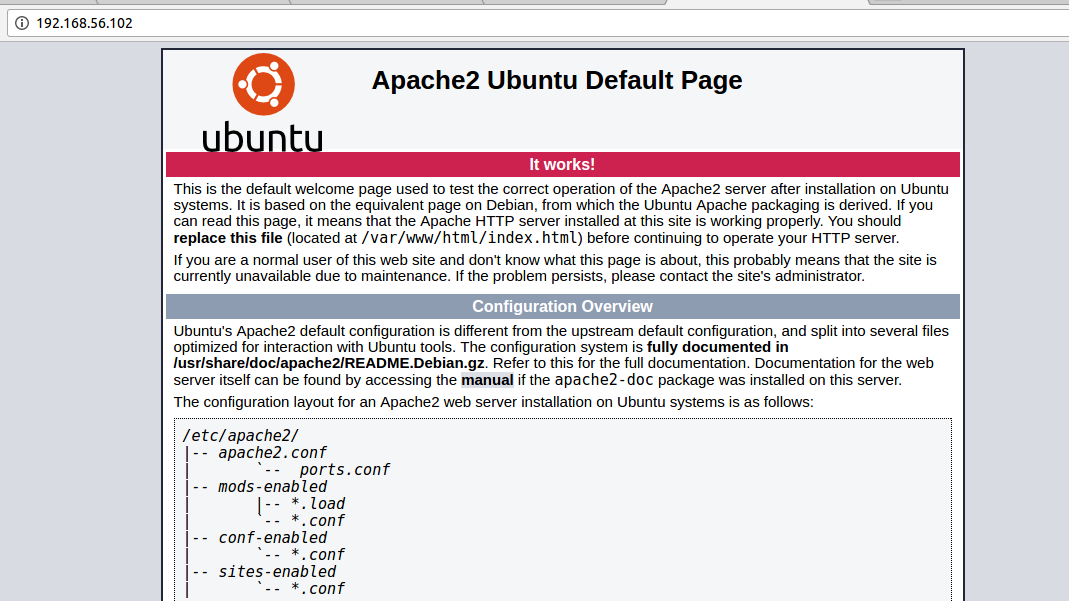 192.168.56.102
Apache2 Ubuntu Default Page
ubuntu
It works!
This is the default welcome page used to test the correct operation of the Apache2 server after installation on Ubuntu
systems. It is based on the equivalent page on Debian, from which the Ubuntu Apache packaging is derived. If you
can read this page, it means that the Apache HTTP server installed at this site is working properly. You should
replace this file (located at /var/www/html/index.html) before continuing to operate your HTTP server.
If you are a normal user of this web site and don't know what this page is about, this probably means that the site is
currently unavailable due to maintenance. If the problem persists, please contact the site's administrator.
Configuration Overview
Ubuntu's Apache2 default configuration is different from the upstream default configuration, and split into several files
optimized for interaction with Ubuntu tools. The configuration system is fully documented in
/usr/share/doc/apache2/README.Debian.gz. Refer to this for the full documentation. Documentation for the web
server itself can be found by accessing the manual if the apache2-doc package was installed on this server.
The configuration layout for an Apache2 web server installation on Ubuntu systems is as follows:
/etc/apache2/
|-- apache2.conf
|       `--  ports.conf
|-- mods-enabled
|       |-- *.load
|       `-- *.conf
|-- conf-enabled
|       `-- *.conf
|-- sites-enabled
|       `-- *.conf